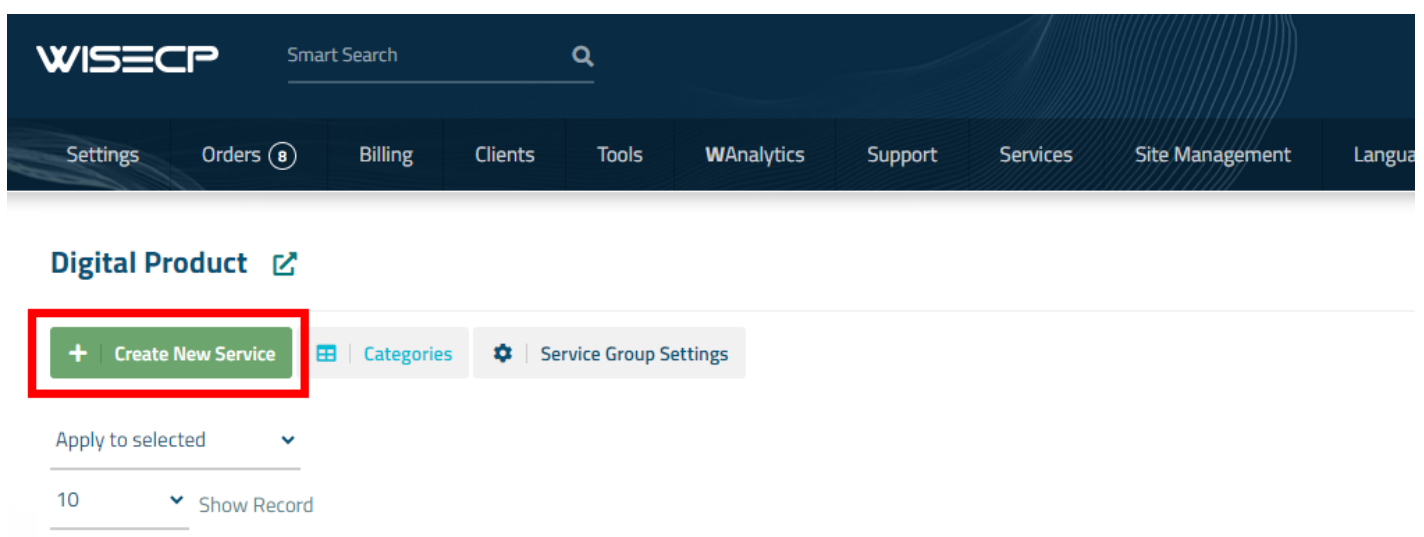 WISECP Smart Search
Settings Orders 8 Billing Clients Tools WAnalytics Support Services Site Management Langua
Digital Product
+ Create New Service Categories Service Group Settings
Apply to selected
10 Show Record